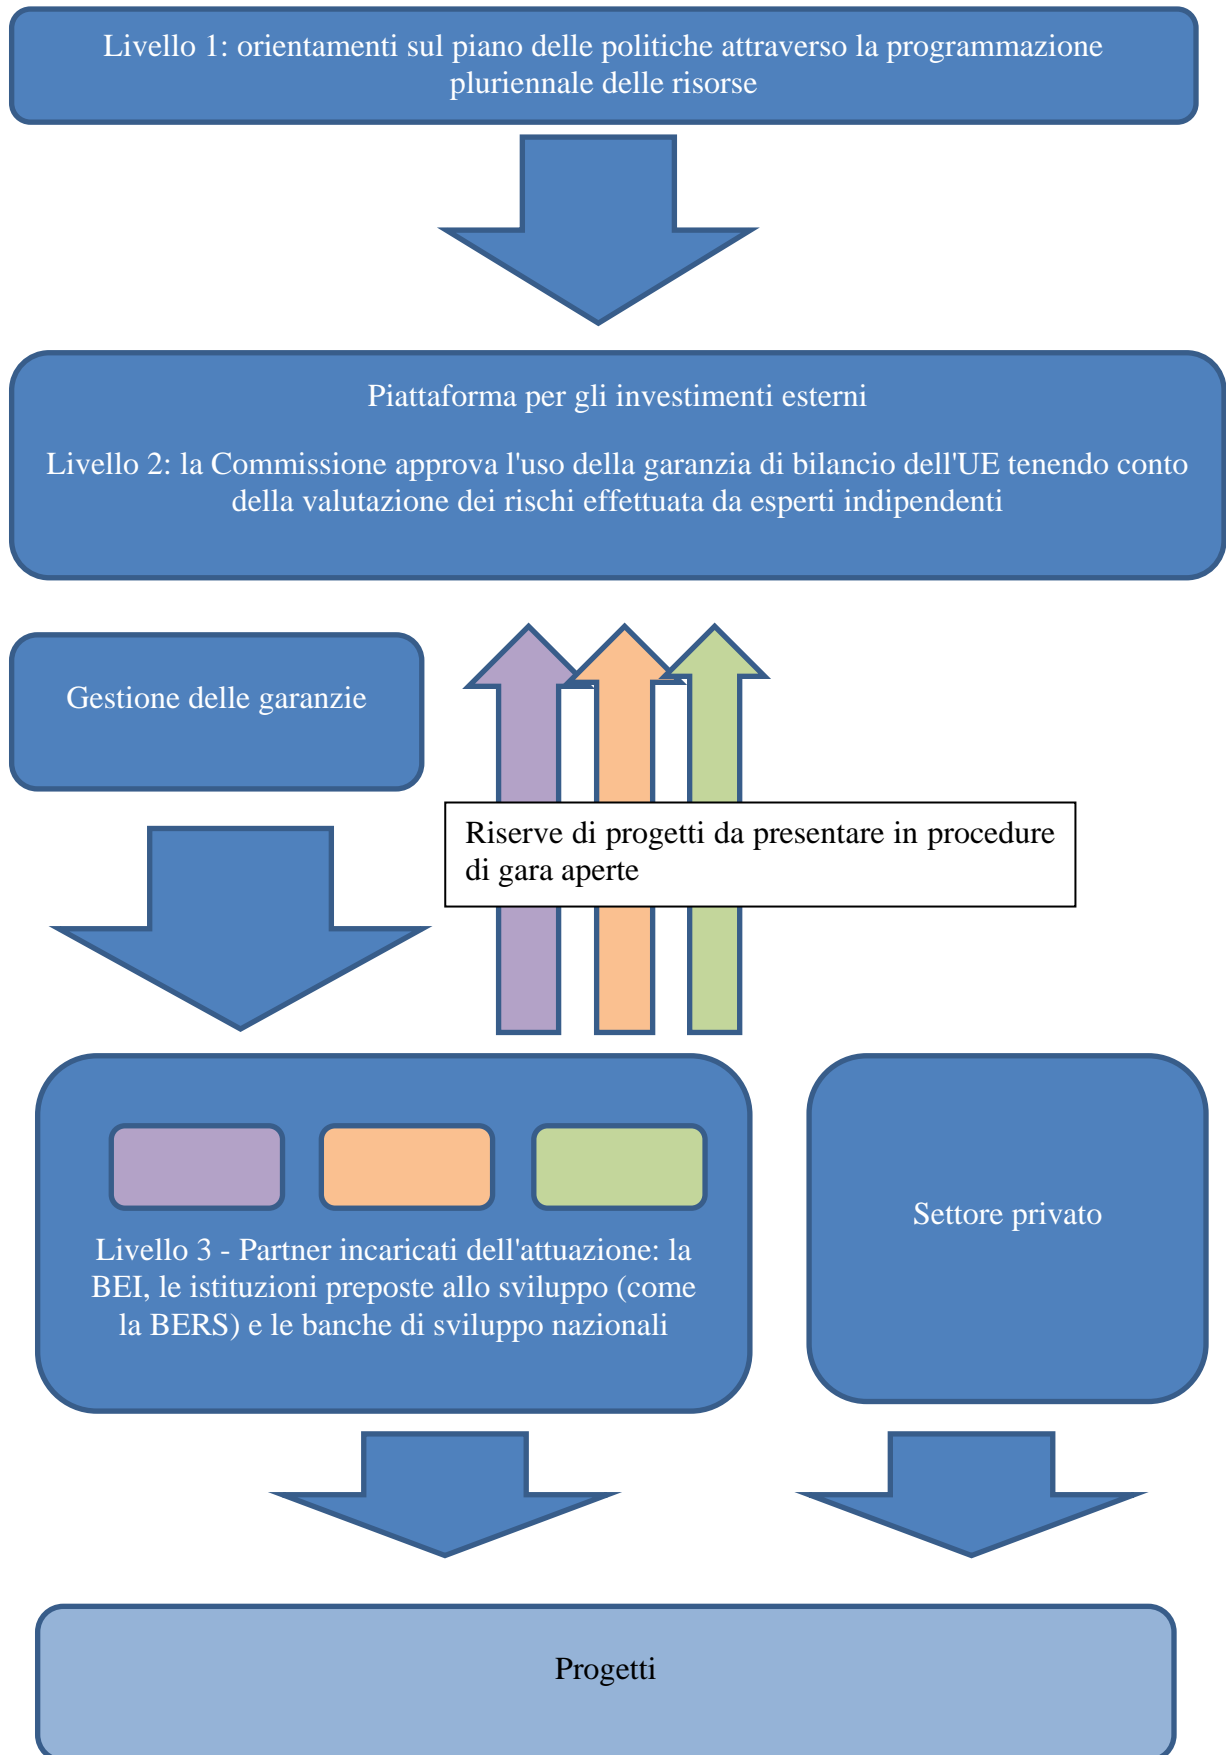 Livello 1: orientamenti sul piano delle politiche attraverso la programmazione
pluriennale delle risorse
Piattaforma per gli investimenti esterni
Livello 2: la Commissione approva l'uso della garanzia di bilancio dell'UE tenendo conto
della valutazione dei rischi effettuata da esperti indipendenti
Gestione delle garanzie
Riserve di progetti da presentare in procedure
di gara aperte
Livello 3 - Partner incaricati dell'attuazione: la
BEI, le istituzioni preposte allo sviluppo (come
la BERS) e le banche di sviluppo nazionali
Settore privato
Progetti